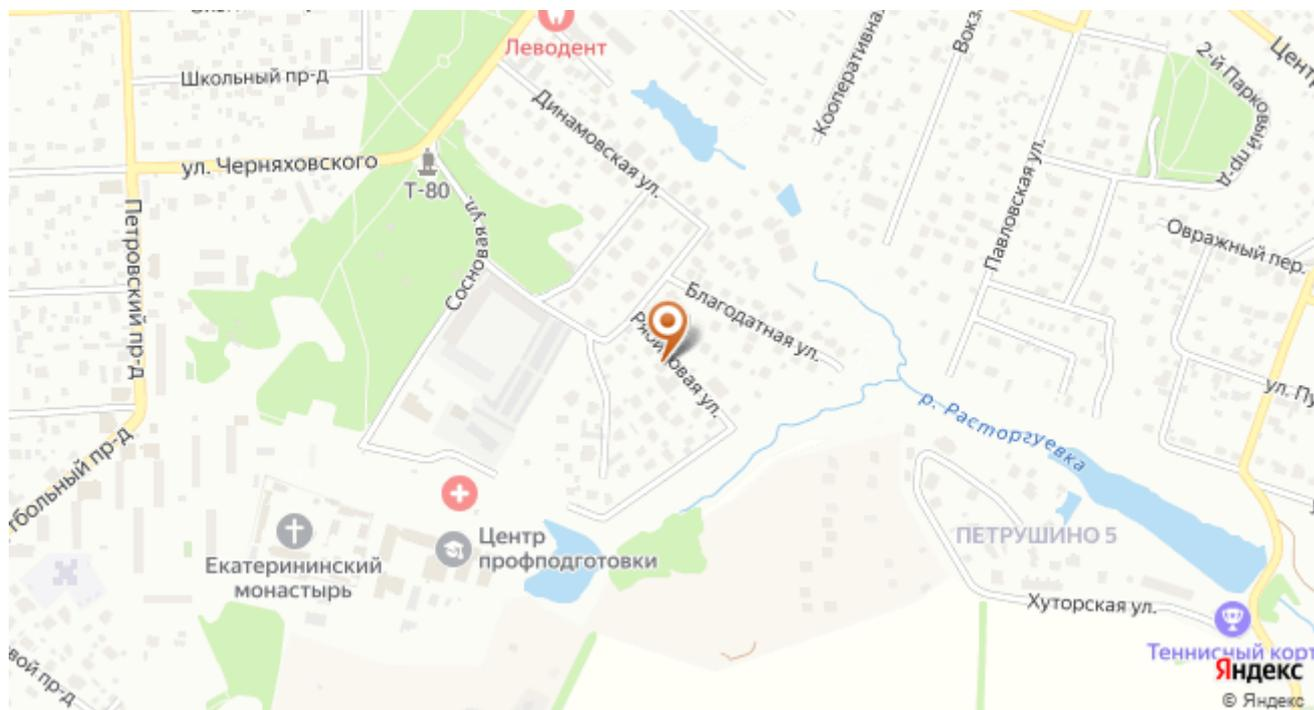 Леводент
Школьный пр-д
Кооперативная
2-й Парковый пр-д
Динамовская ул.
ул. Черняховского
Т-80
Петровский пр-д
Сосновая ул.
Павловская ул.
Овражный пер.
Благодатная ул.
р. Расторгуевка
Центр
профподготовки
Екатерининский
монастырь
ПЕТРУШИНО 5
Хуторская ул.
Теннисный корт
Яндекс
© Яндекс